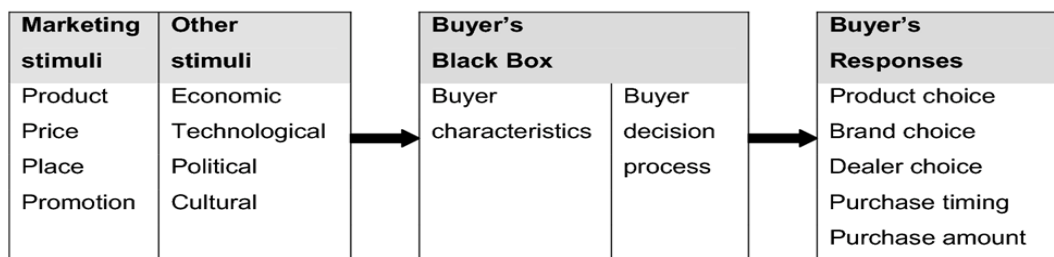 Marketing
stimuli
Product
Price
Place
Promotion
Other
stimuli
Economic
Technological
Political
Cultural
Buyer’s
Black Box
Buyer
characteristics
Buyer
decision
process
Buyer’s
Responses
Product choice
Brand choice
Dealer choice
Purchase timing
Purchase amount